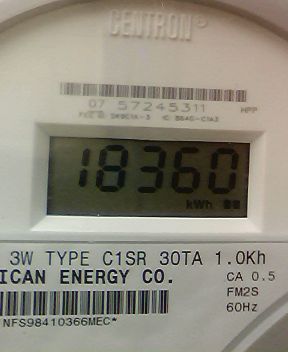 CENTRON®
07 57245311 HPP
18360
kWh
3W TYPE C1SR 30TA 1.0Kh
ICAN ENERGY CO.
CA 0.5
FM2S
60Hz
NFS98410366MEC*